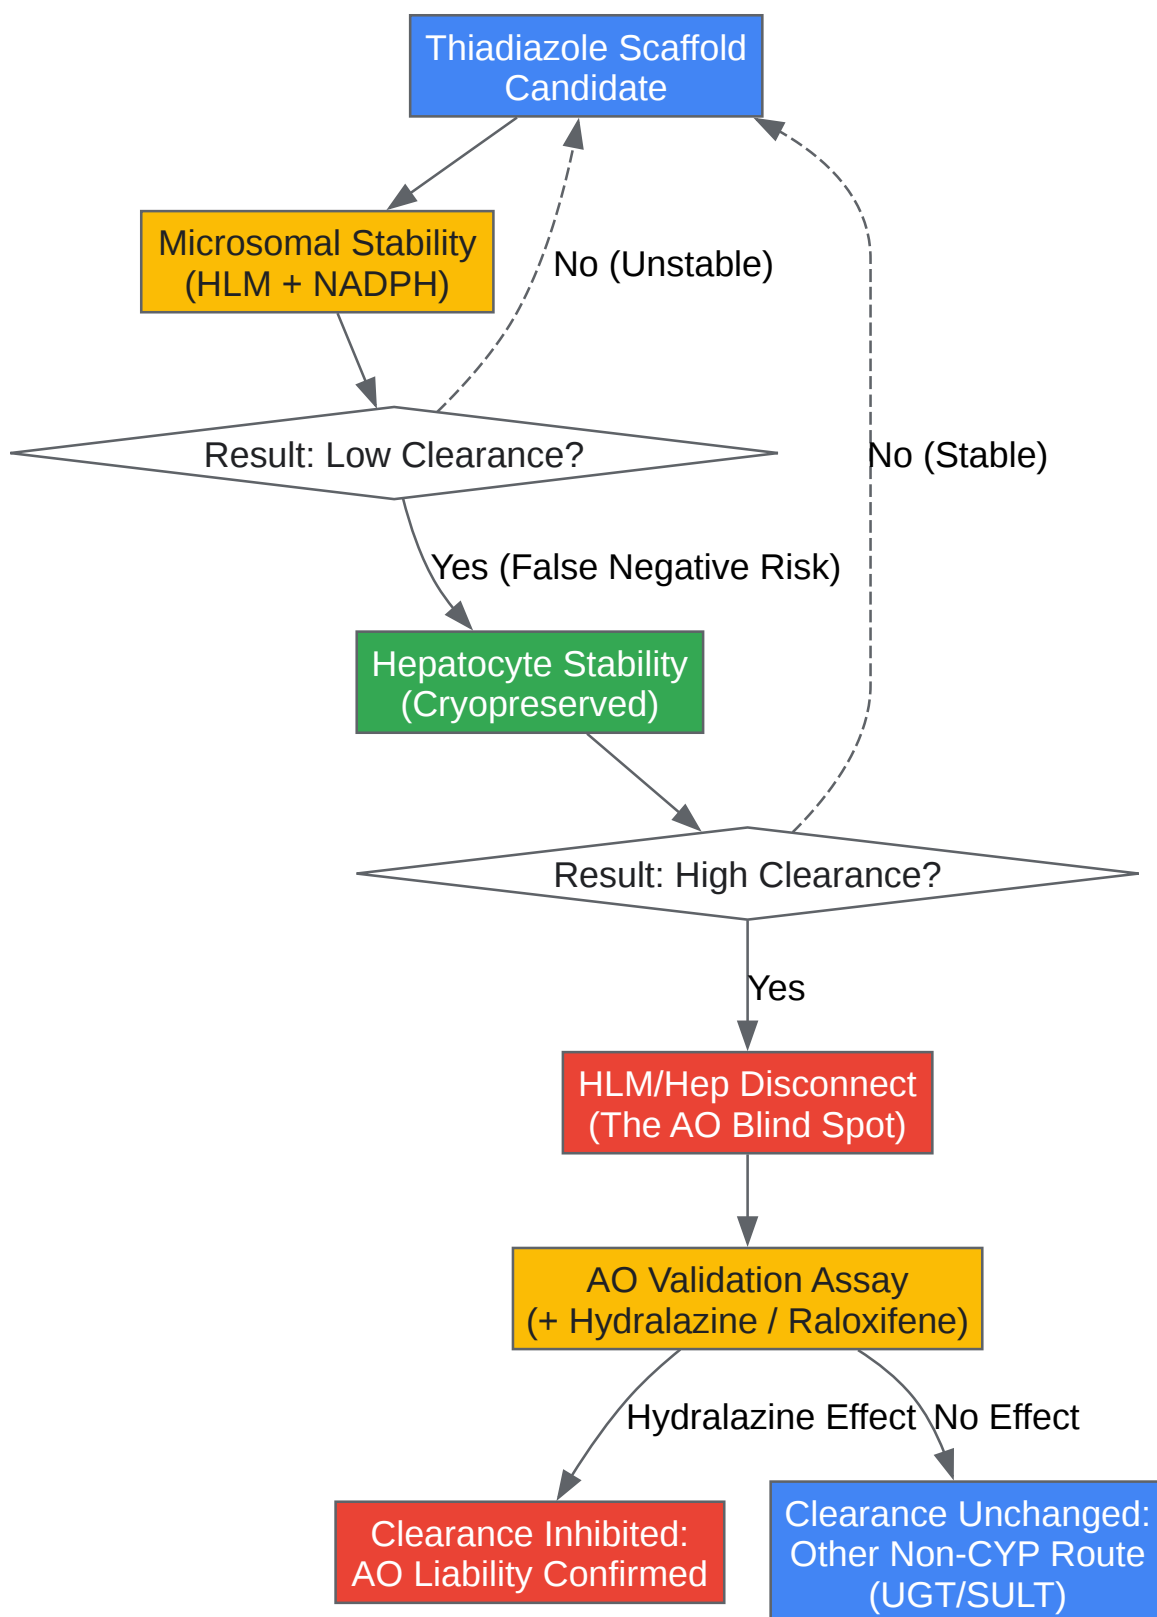 Thiadiazole Scaffold
Candidate
Microsomal Stability
(HLM + NADPH)
No (Unstable)
Result: Low Clearance?
No (Stable)
Yes (False Negative Risk)
Hepatocyte Stability
(Cryopreserved)
Result: High Clearance?
Yes
HLM/Hep Disconnect
(The AO Blind Spot)
AO Validation Assay
(+ Hydralazine / Raloxifene)
Hydralazine Effect
No Effect
Clearance Inhibited:
AO Liability Confirmed
Clearance Unchanged:
Other Non-CYP Route
(UGT/SULT)